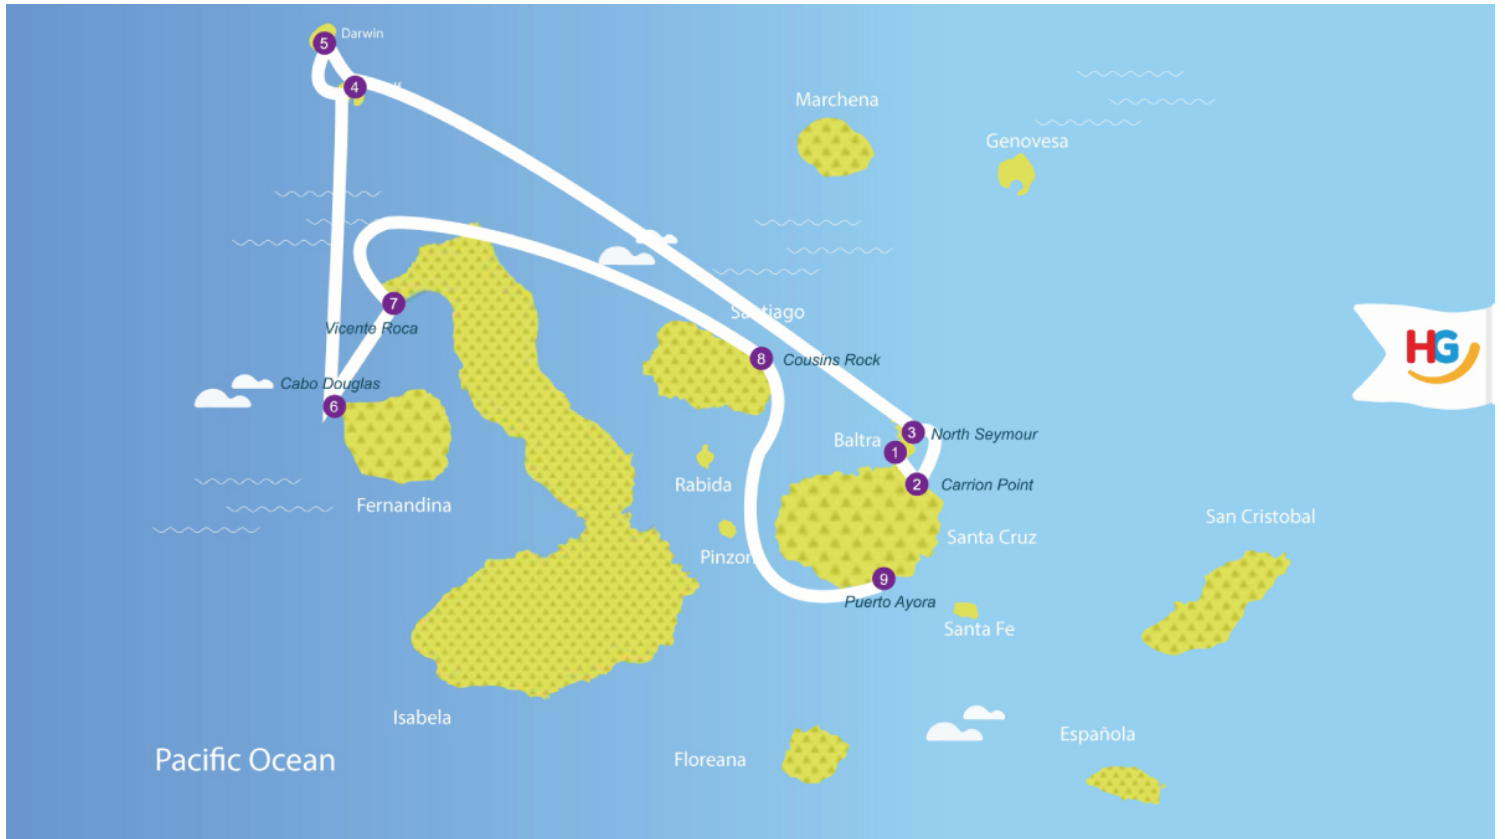 5
Darwin
4
Marchena
Genovesa
7
Vicente Roca
Santiago
8
Cousins Rock
HG
Cabo Douglas
6
Baltra
3
North Seymour
1
2
Carrion Point
Rabida
Fernandina
San Cristobal
Santa Cruz
Pinzon
9
Puerto Ayora
Santa Fe
Isabela
Española
Floreana
Pacific Ocean